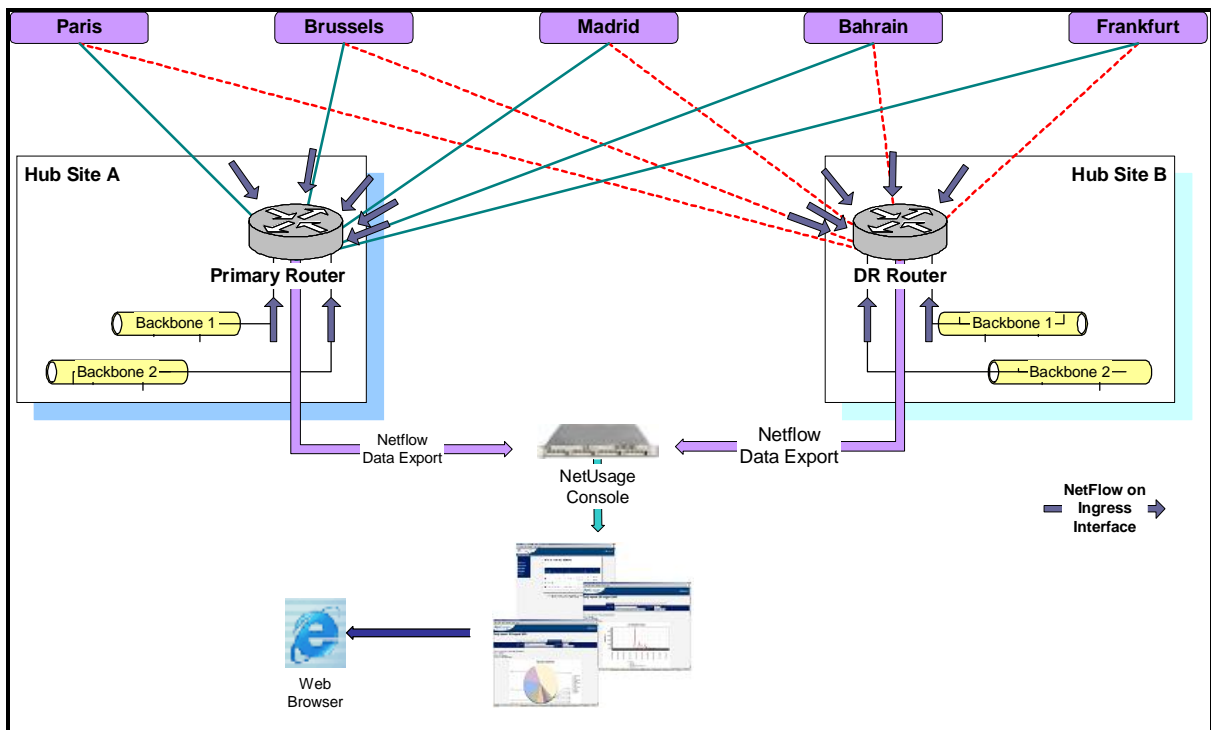 Paris
Brussels
Madrid
Bahrain
Frankfurt
Hub Site A
Hub Site B
Primary Router
DR Router
Backbone 1
Backbone 1
Backbone 2
Backbone 2
Netflow
Data Export
Netflow
Data Export
NetUsage
Console
NetFlow on
Ingress
Interface
Web
Browser